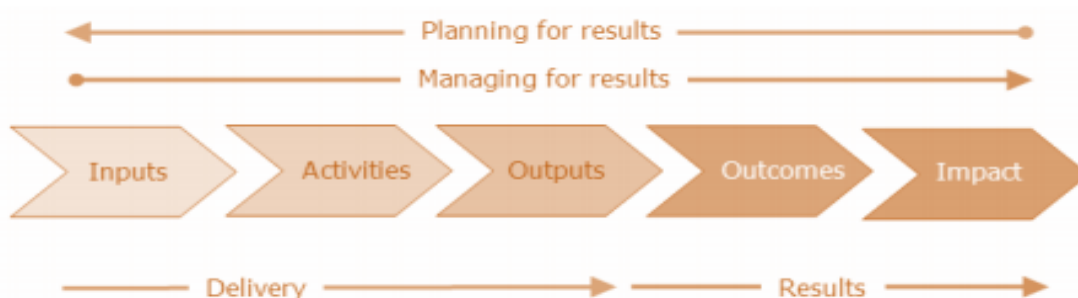 Planning for results
Managing for results
Inputs Activities Outputs Outcomes Impact
Delivery Results